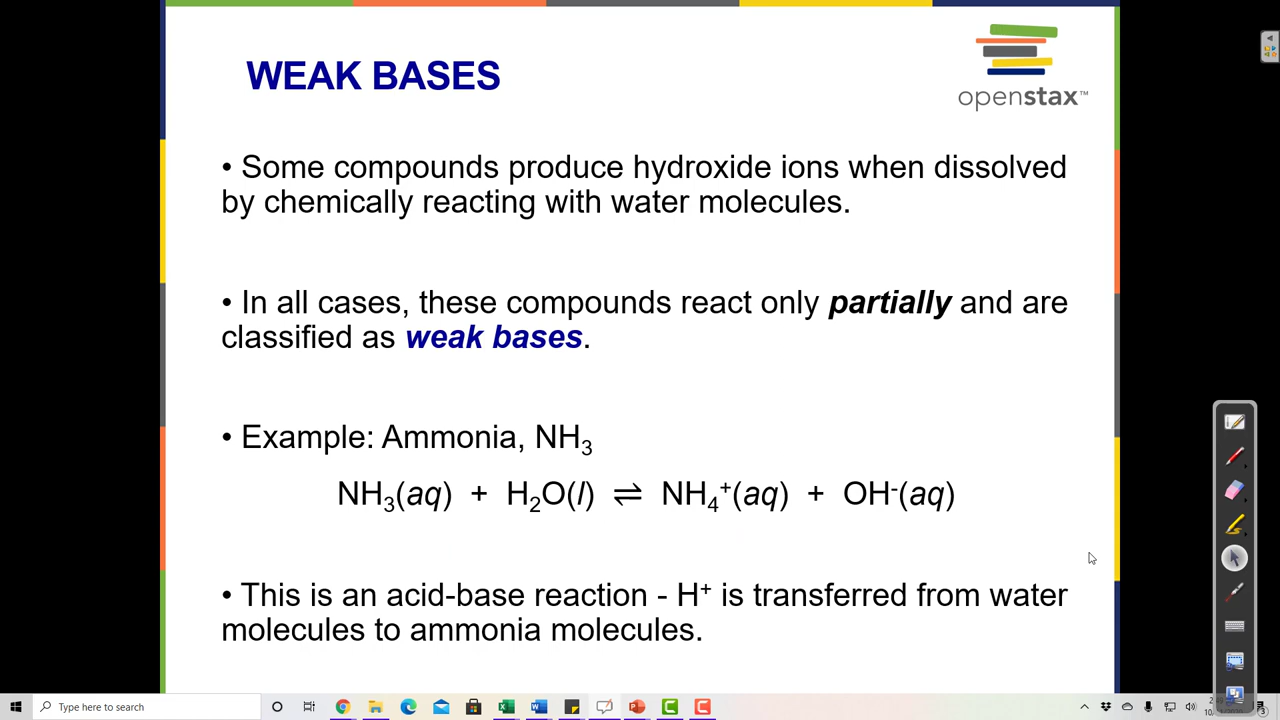 WEAK BASES
openstax™
• Some compounds produce hydroxide ions when dissolved
by chemically reacting with water molecules.
• In all cases, these compounds react only partially and are
classified as weak bases.
• Example: Ammonia, NH₃
NH₃(aq) + H₂O(l) ⇌ NH₄⁺(aq) + OH⁻(aq)
• This is an acid-base reaction - H⁺ is transferred from water
molecules to ammonia molecules.
Type here to search